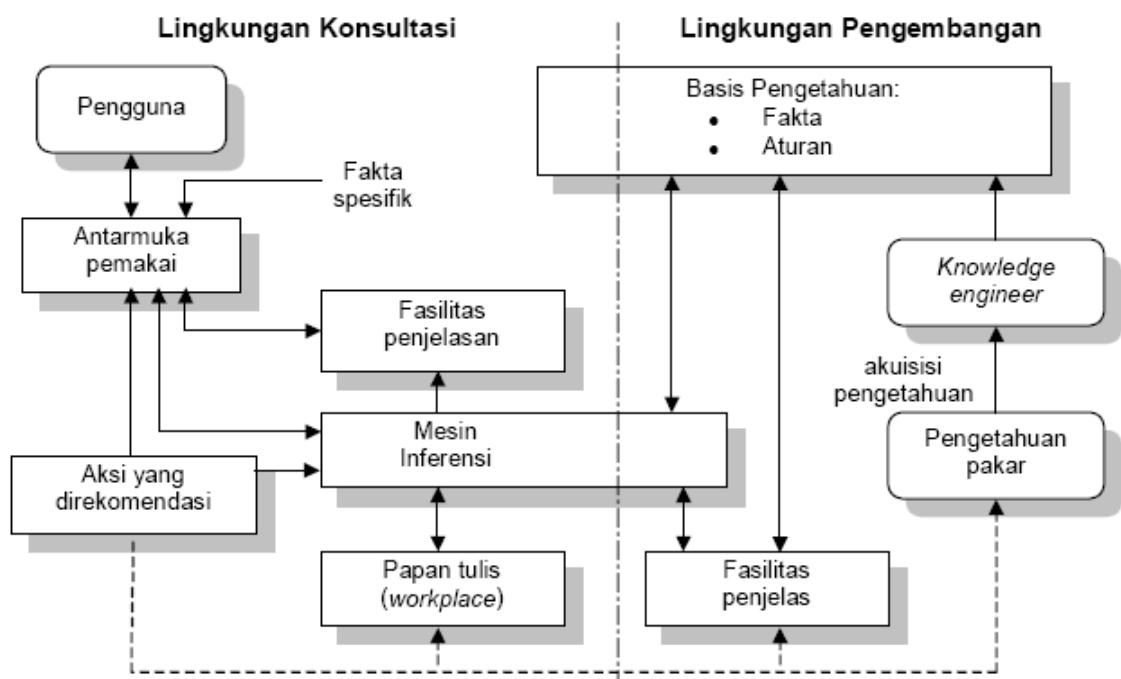 Lingkungan Konsultasi
Lingkungan Pengembangan
Pengguna
Basis Pengetahuan:
• Fakta
• Aturan
Fakta
spesifik
Antarmuka
pemakai
Knowledge
engineer
Fasilitas
penjelasan
akuisisi
pengetahuan
Mesin
Inferensi
Pengetahuan
pakar
Aksi yang
direkomendasi
Papan tulis
(workplace)
Fasilitas
penjelas